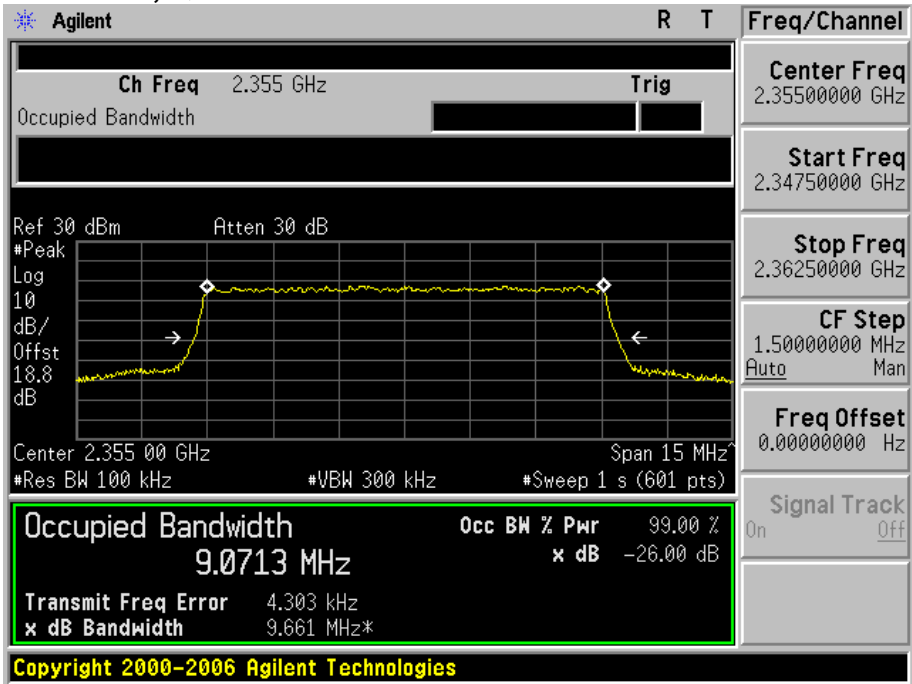 Agilent R T
Freq/Channel
Ch Freq 2.355 GHz Trig
Occupied Bandwidth
Center Freq
2.35500000 GHz
Start Freq
2.34750000 GHz
Stop Freq
2.36250000 GHz
CF Step
1.50000000 MHz
Auto Man
Freq Offset
0.00000000 Hz
Signal Track
On Off
Ref 30 dBm Atten 30 dB
#Peak
Log
10
dB/
Offst
18.8
dB
Center 2.355 00 GHz Span 15 MHz^
#Res BW 100 kHz #VBW 300 kHz #Sweep 1 s (601 pts)
Occupied Bandwidth Occ BW % Pwr 99.00 %
9.0713 MHz x dB -26.00 dB
Transmit Freq Error 4.303 kHz
x dB Bandwidth 9.661 MHz*
Copyright 2000-2006 Agilent Technologies